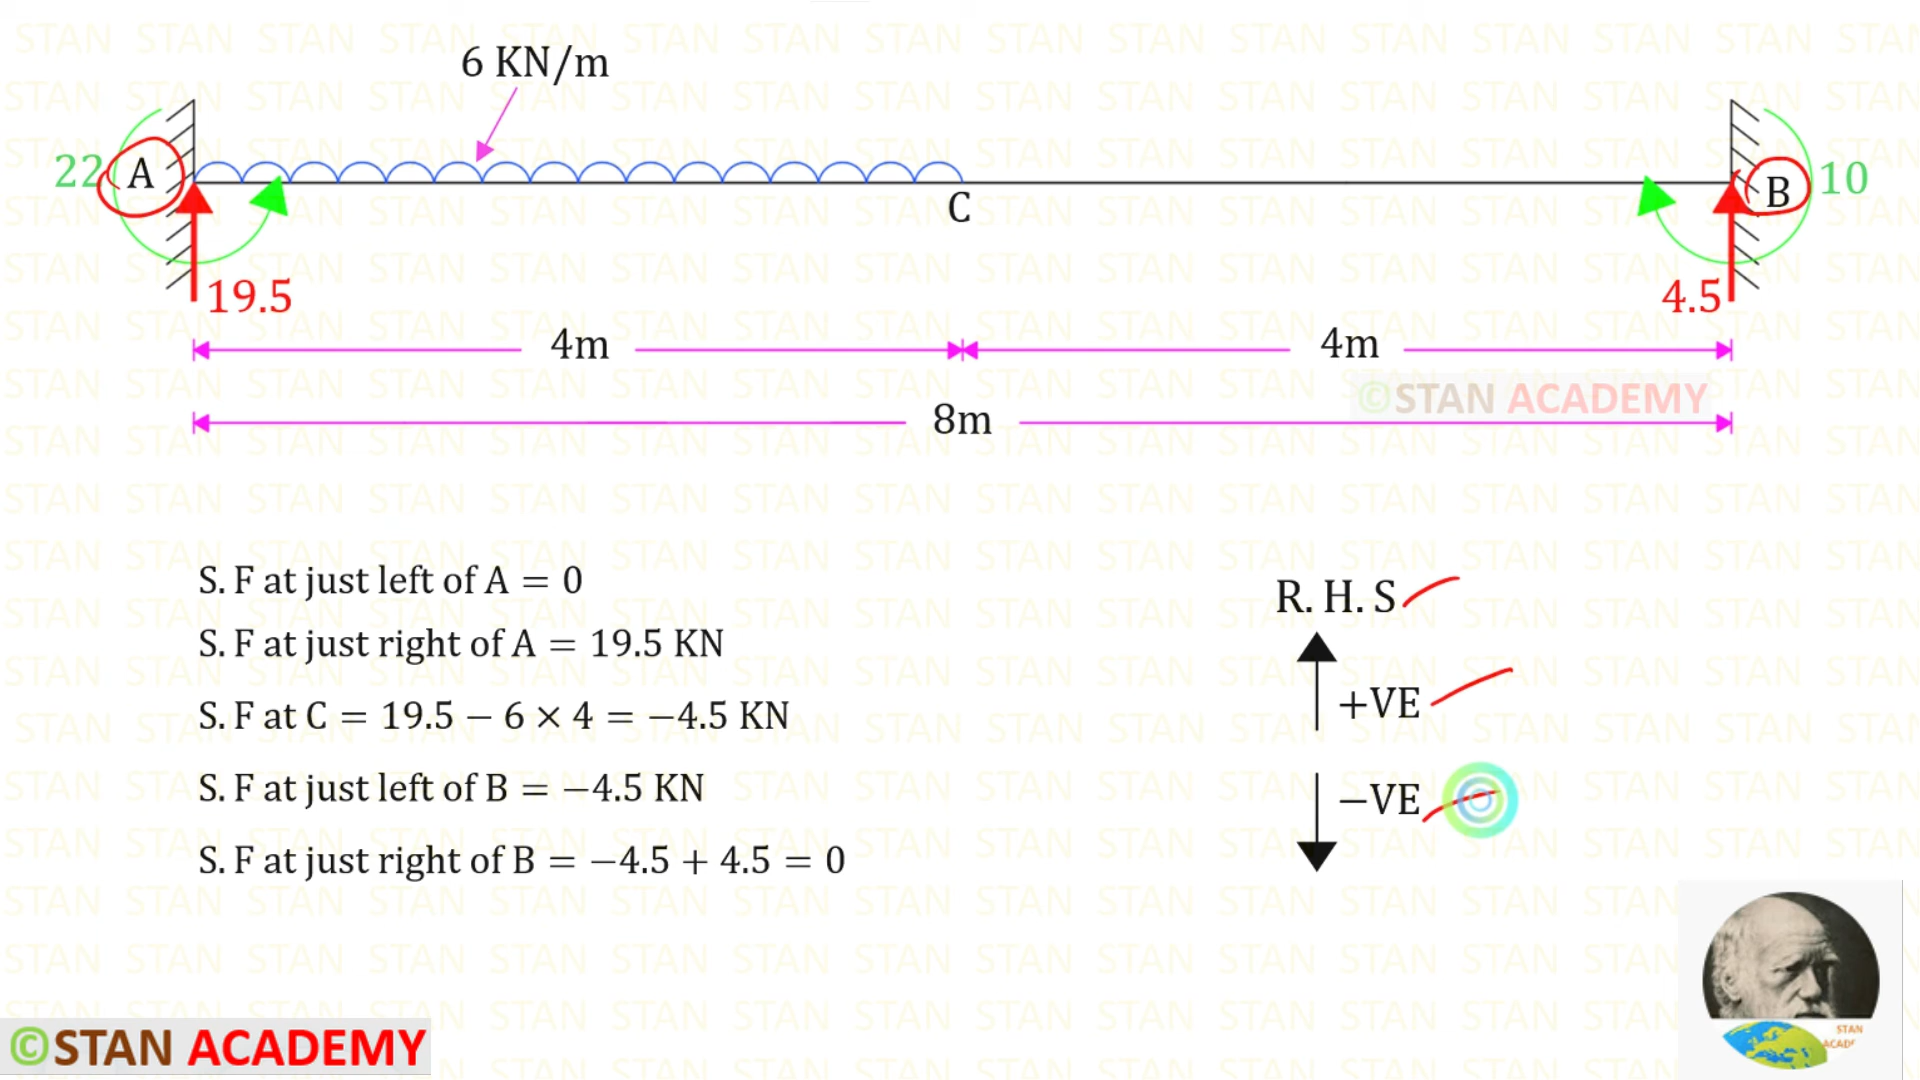 6 KN/m
22
A
B
10
C
19.5
4.5
4m
4m
©STAN ACADEMY
8m
S. F at just left of A = 0
S. F at just right of A = 19.5 KN
S. F at C = 19.5 − 6 × 4 = −4.5 KN
S. F at just left of B = −4.5 KN
S. F at just right of B = −4.5 + 4.5 = 0
R. H. S
+VE
−VE
©STAN ACADEMY
STAN